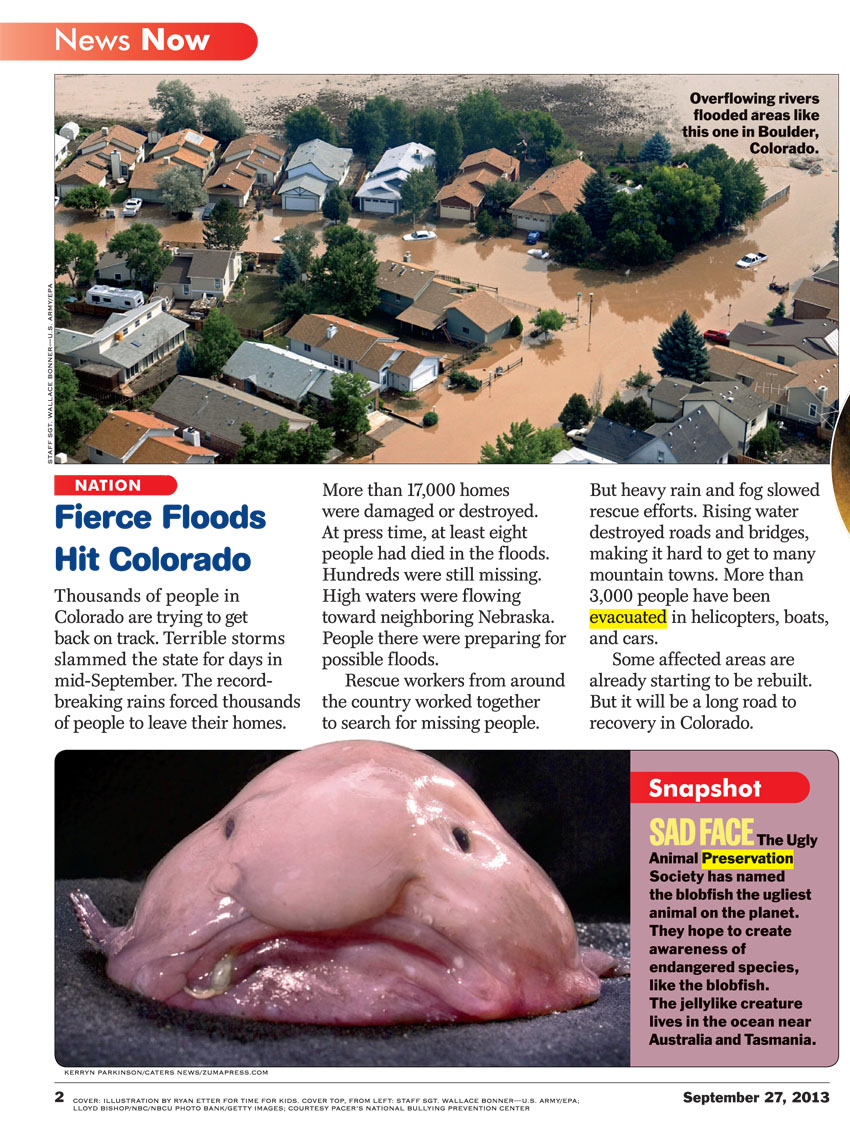 News Now
Overflowing rivers
flooded areas like
this one in Boulder,
Colorado.
STAFF SGT. WALLACE BONNER—U.S. ARMY/EPA
NATION
Fierce Floods
Hit Colorado
Thousands of people in
Colorado are trying to get
back on track. Terrible storms
slammed the state for days in
mid-September. The record-
breaking rains forced thousands
of people to leave their homes.
More than 17,000 homes
were damaged or destroyed.
At press time, at least eight
people had died in the floods.
Hundreds were still missing.
High waters were flowing
toward neighboring Nebraska.
People there were preparing for
possible floods.
Rescue workers from around
the country worked together
to search for missing people.
But heavy rain and fog slowed
rescue efforts. Rising water
destroyed roads and bridges,
making it hard to get to many
mountain towns. More than
3,000 people have been
evacuated in helicopters, boats,
and cars.
Some affected areas are
already starting to be rebuilt.
But it will be a long road to
recovery in Colorado.
Snapshot
SAD FACE The Ugly
Animal Preservation
Society has named
the blobfish the ugliest
animal on the planet.
They hope to create
awareness of
endangered species,
like the blobfish.
The jellylike creature
lives in the ocean near
Australia and Tasmania.
KERRYN PARKINSON/CATERS NEWS/ZUMAPRESS.COM
2 COVER: ILLUSTRATION BY RYAN ETTER FOR TIME FOR KIDS. COVER TOP, FROM LEFT: STAFF SGT. WALLACE BONNER—U.S. ARMY/EPA;
LLOYD BISHOP/NBC/NBCU PHOTO BANK/GETTY IMAGES; COURTESY PACER'S NATIONAL BULLYING PREVENTION CENTER
September 27, 2013